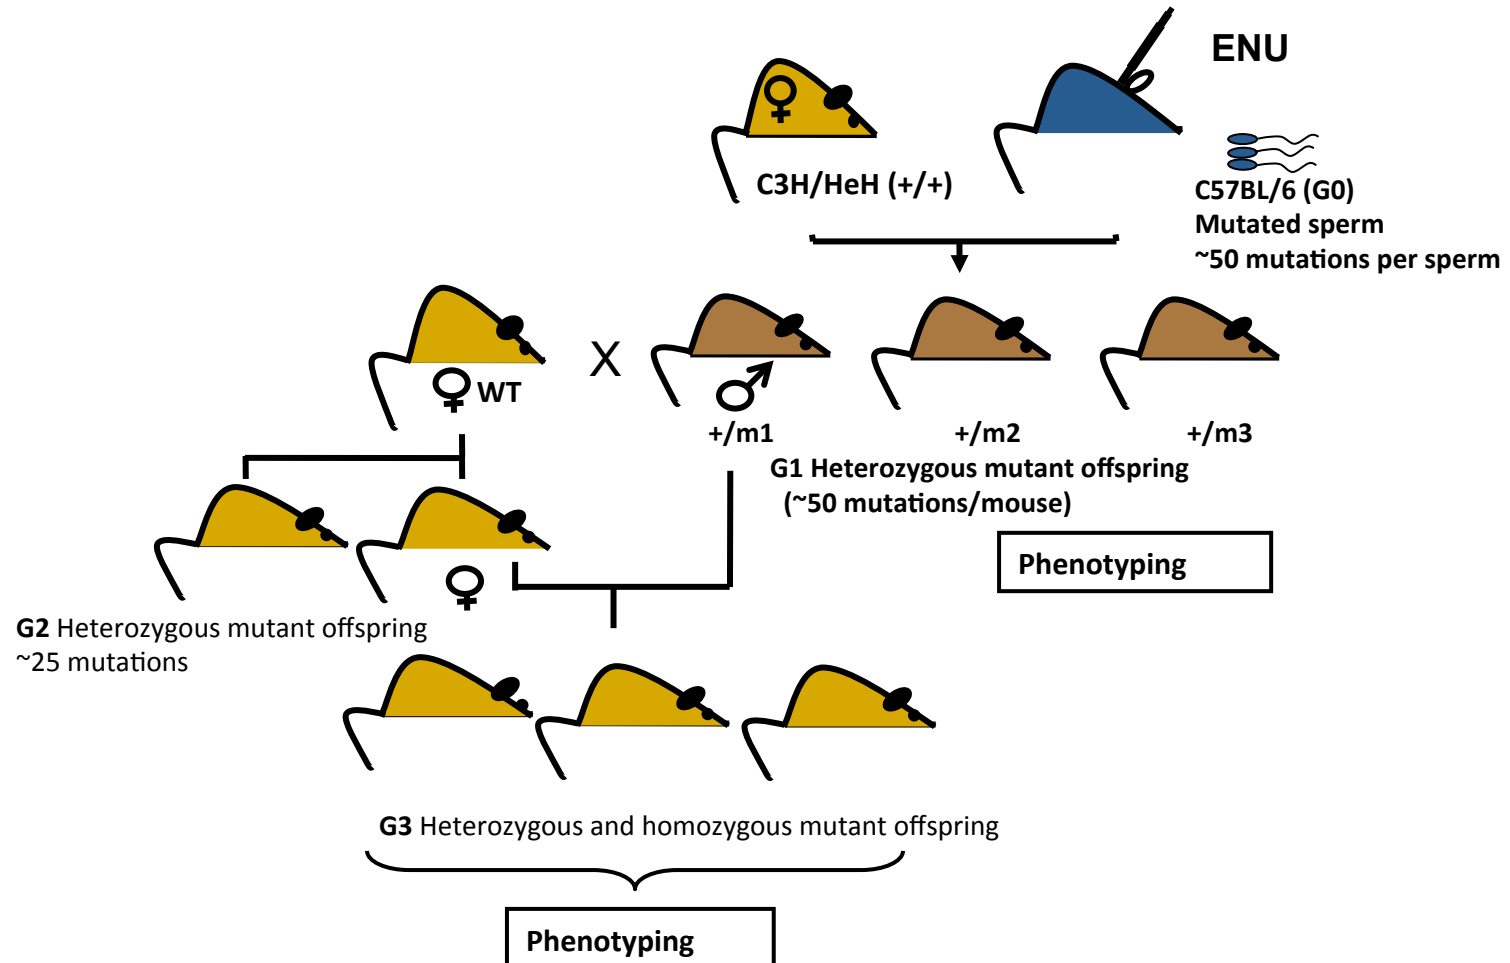 ENU
C3H/HeH (+/+)
C57BL/6 (G0)
Mutated sperm
~50 mutations per sperm
X
WT
+/m1
+/m2
+/m3
G1 Heterozygous mutant offspring
(~50 mutations/mouse)
Phenotyping
G2 Heterozygous mutant offspring
~25 mutations
G3 Heterozygous and homozygous mutant offspring
Phenotyping